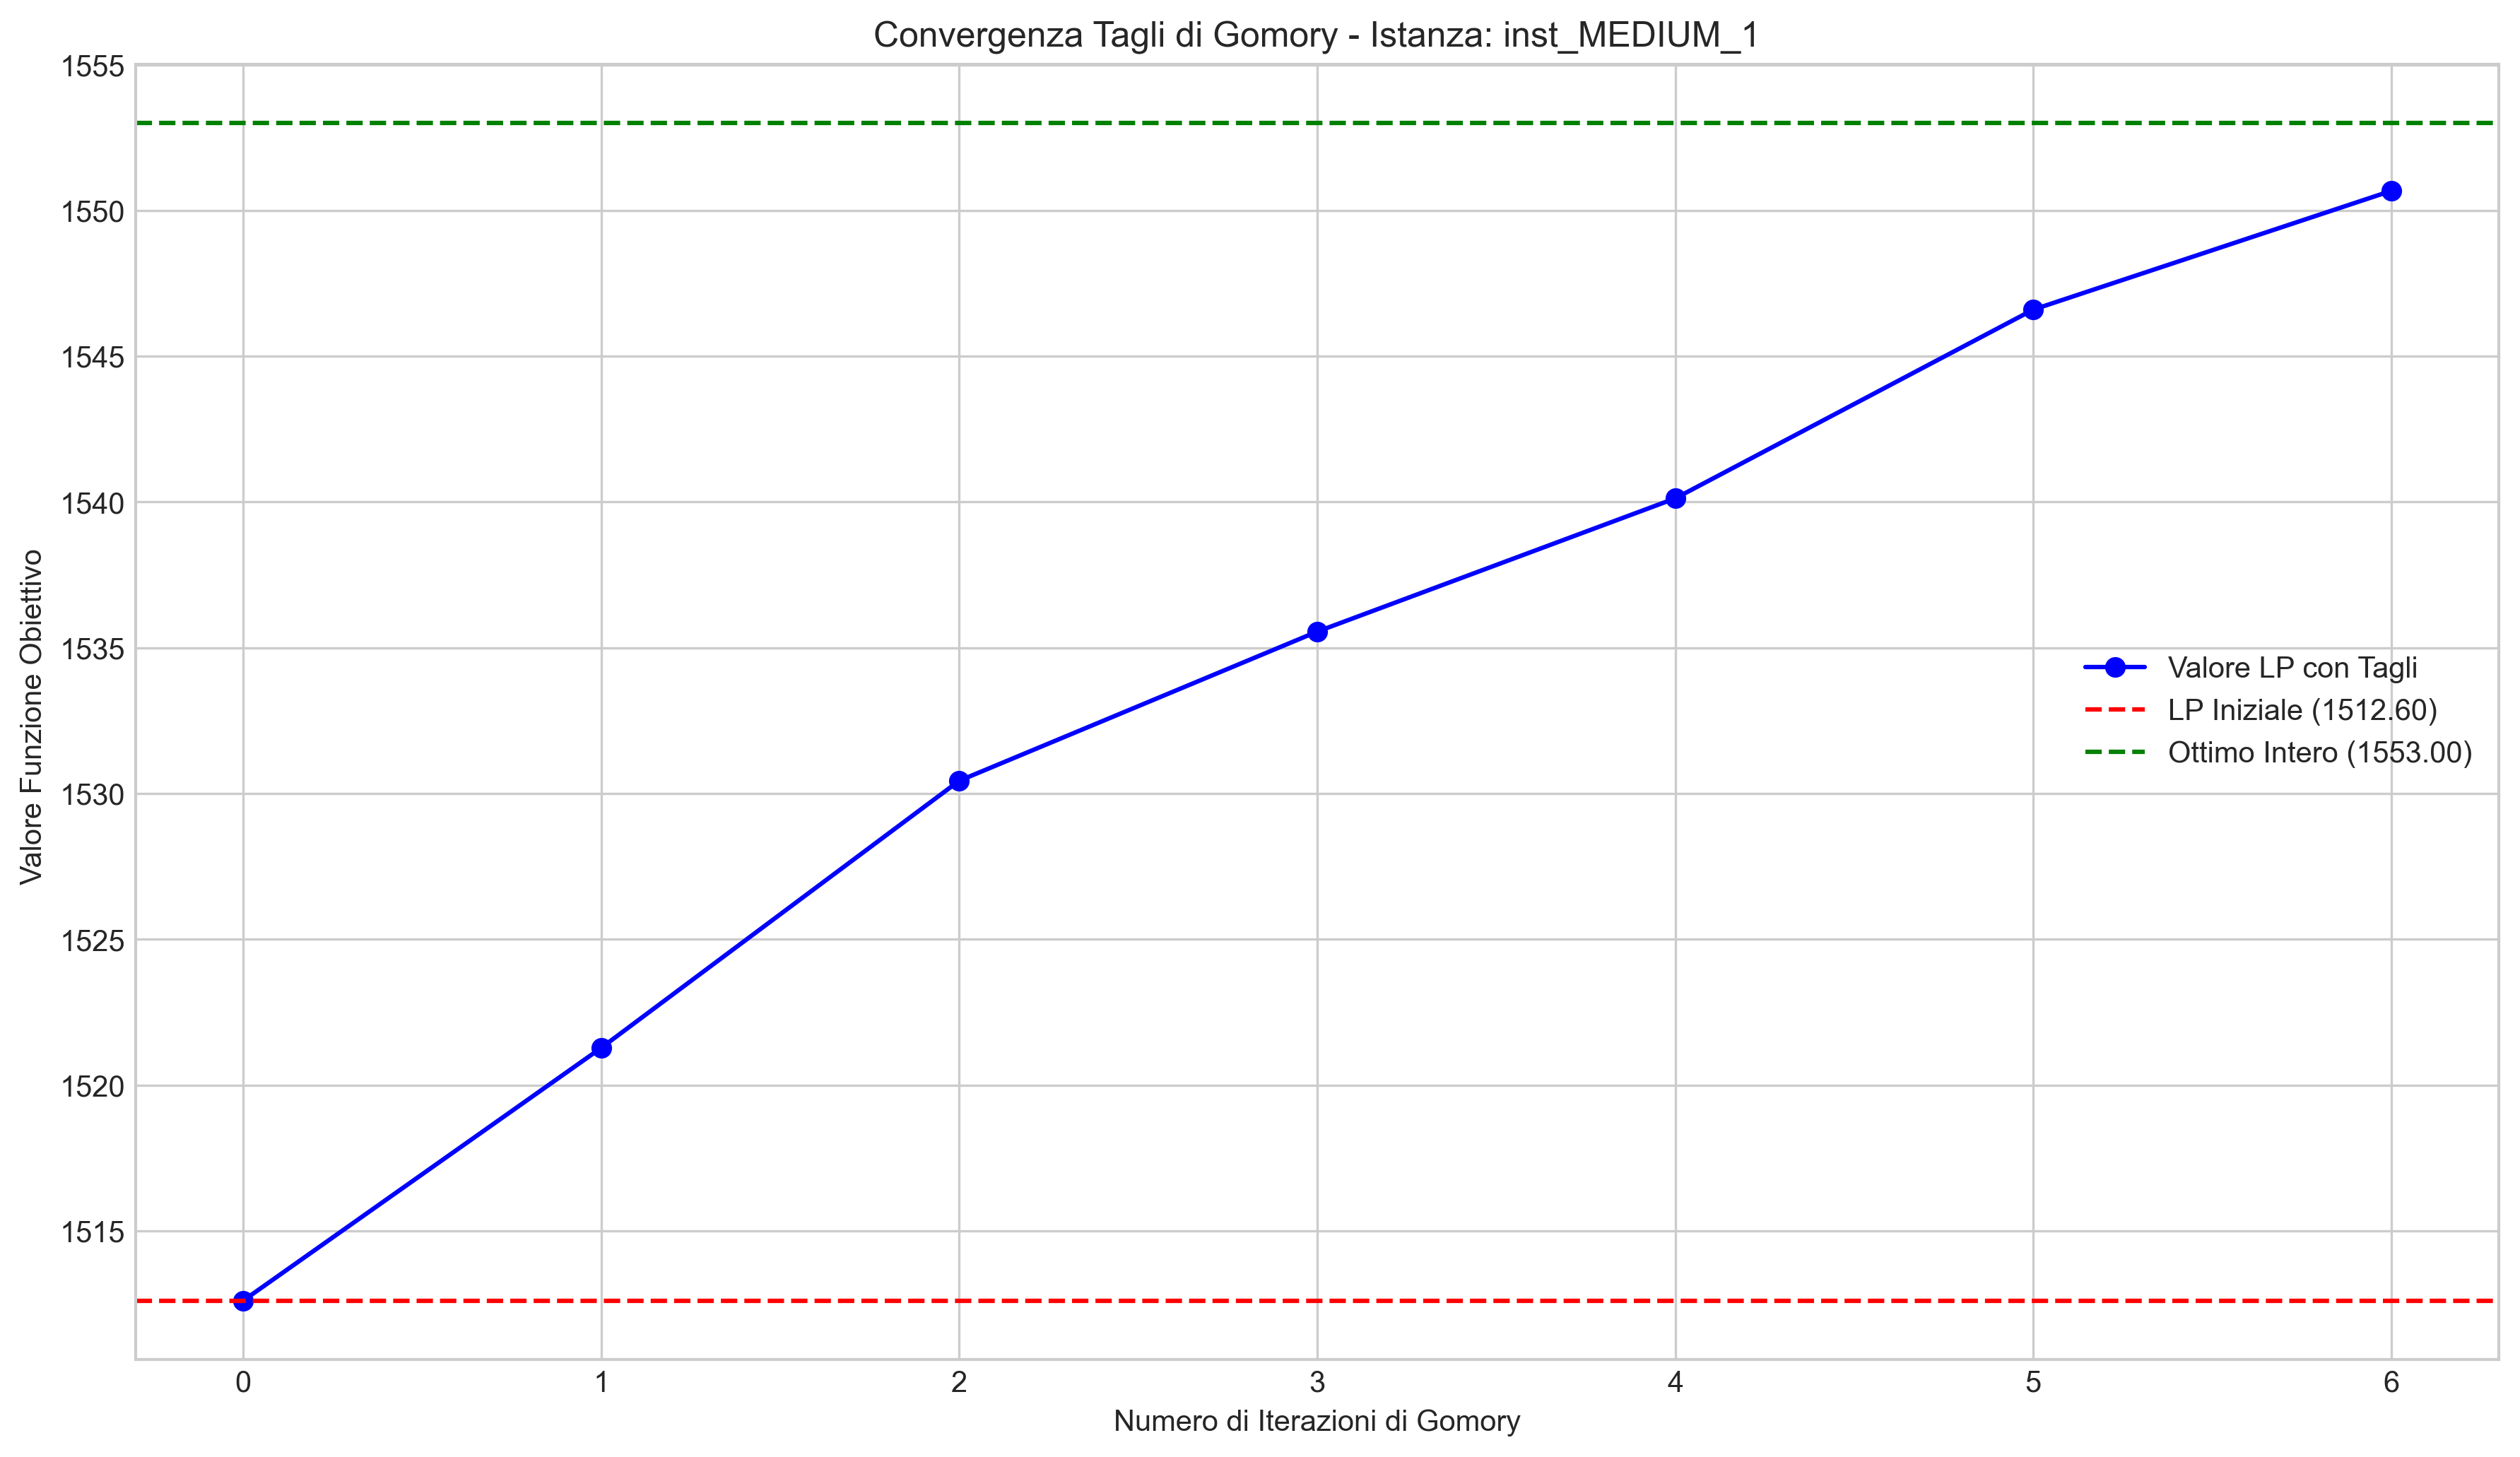 Convergenza Tagli di Gomory - Istanza: inst_MEDIUM_1
1555
1550
1545
1540
1535
1530
1525
1520
1515
Valore Funzione Obiettivo
Valore LP con Tagli
LP Iniziale (1512.60)
Ottimo Intero (1553.00)
0 1 2 3 4 5 6
Numero di Iterazioni di Gomory